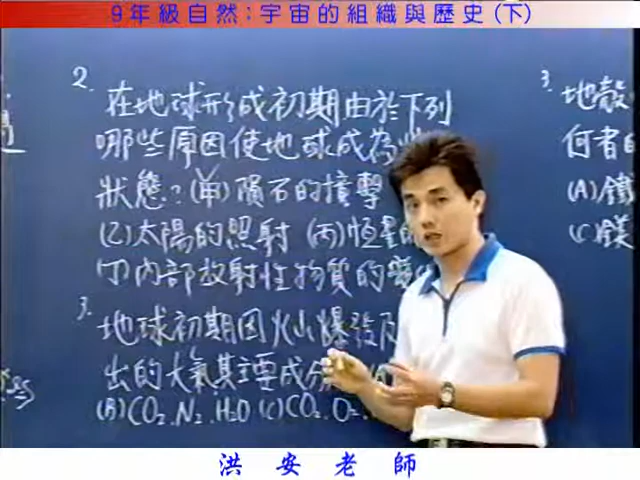 9年級自然：宇宙的組織與歷史(下)
2. 在地球形成初期由於下列
哪些原因使地球成為
狀態？(甲)隕石的撞擊
(乙)太陽的照射 (丙)恆星的
(丁)內部放射性物質的
3. 地球初期因火山爆發及
出的大氣其主要成分
(B)CO2.N2.H2O (C)CO2.O2
3. 地殼
何者的
(A)鐵
(C)鎂
洪安老師